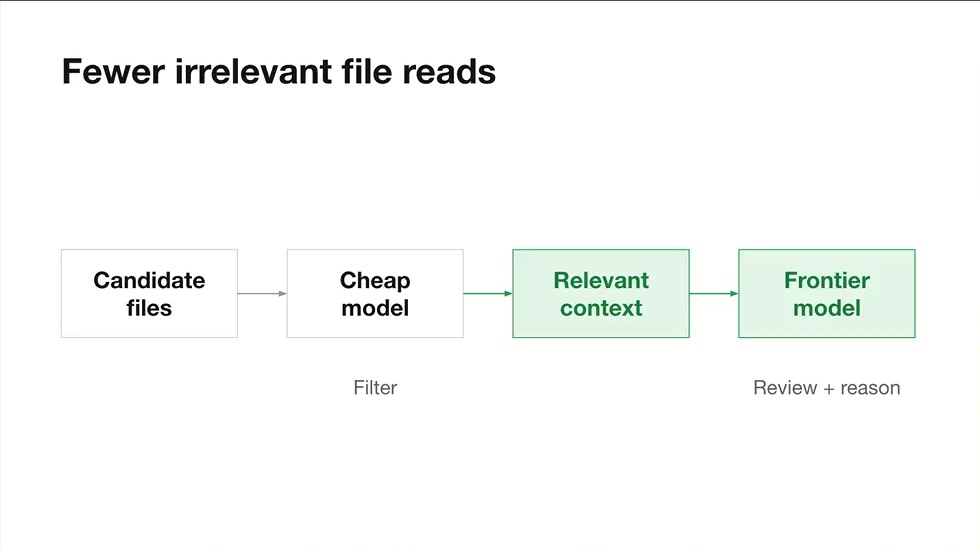 Fewer irrelevant file reads
Candidate
files
Cheap
model
Relevant
context
Frontier
model
Filter
Review + reason